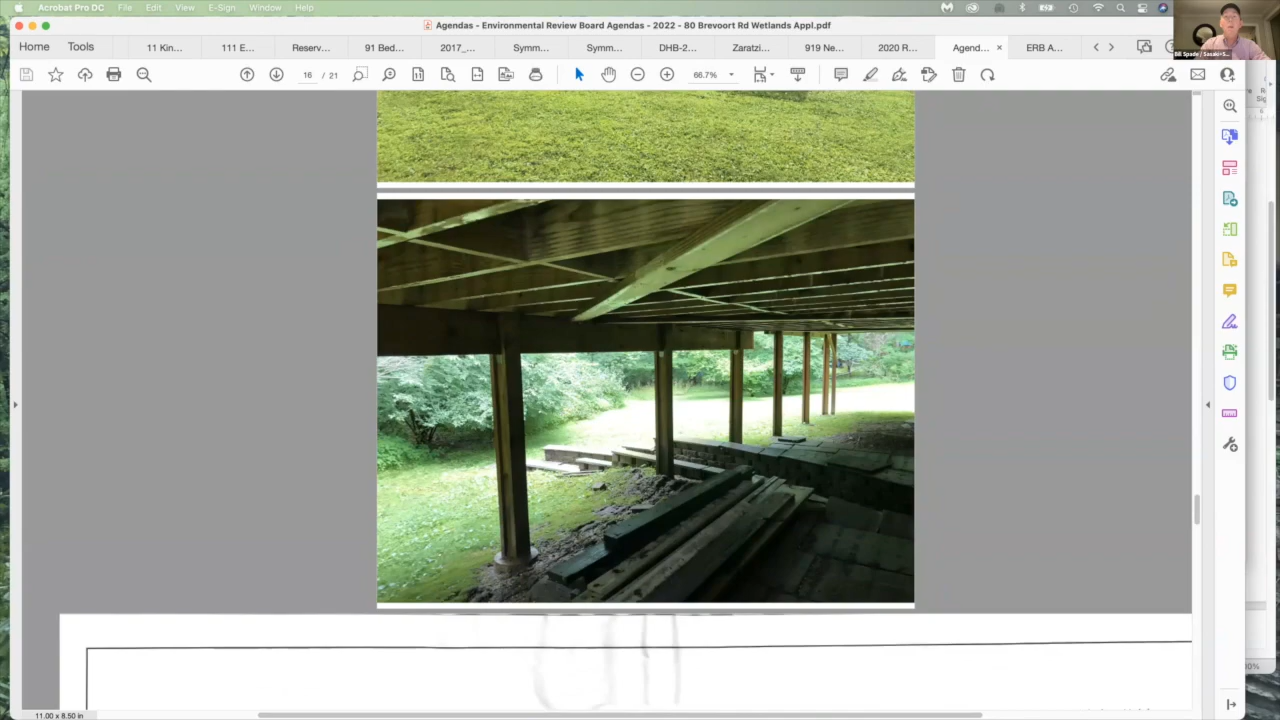 Acrobat Pro DC File Edit View E-Sign Window Help
Agendas - Environmental Review Board Agendas - 2022 - 80 Brevoort Rd Wetlands Appl.pdf
Home Tools 11 Kin... 111 E... Reserv... 91 Bed... 2017_... Symm... Symm... DHB-2... Zaratzi... 919 Ne... 2020 R... Agend... × ERB A...
16 / 21 66.7%
11.00 x 8.50 in